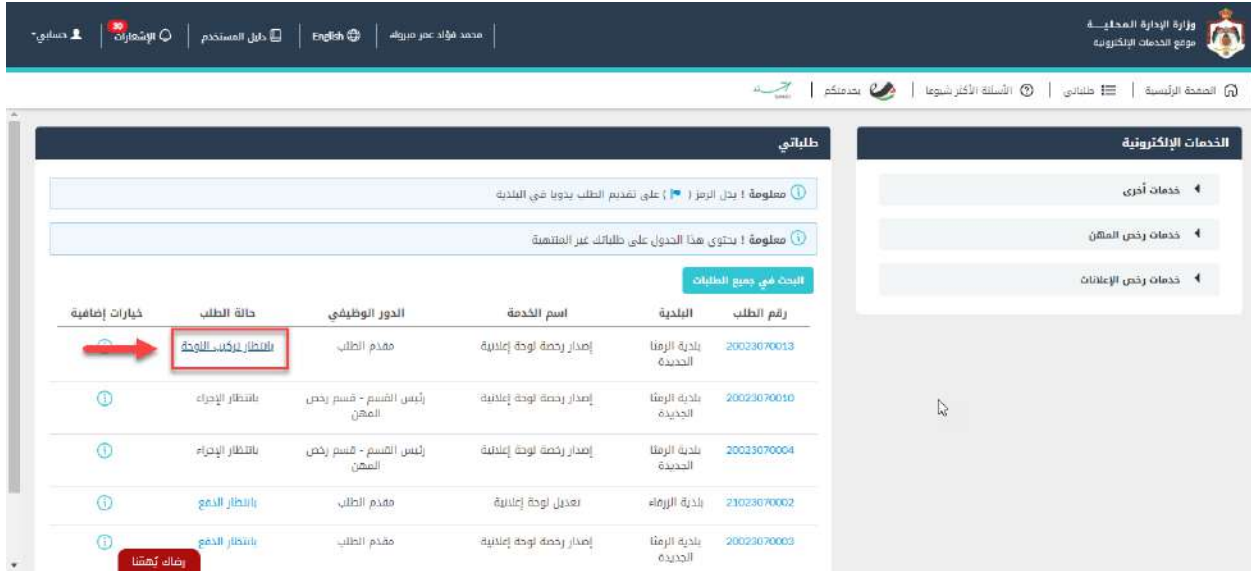 وزارة الإدارة المحليـــة
موقع الخدمات الإلكترونية
محمد فؤاد عمر مبروك
English
دليل المستخدم
الإشعارات
30
حسابي
الصفحة الرئيسية
طلباتي
الأسئلة الأكثر شيوعا
بخدمتكم
الخدمات الإلكترونية
خدمات أخرى
خدمات رخص المهن
خدمات رخص الإعلانات
طلباتي
معلومة ! يدل الرمز ( ) على تقديم الطلب يدويا في البلدية
معلومة ! يحتوي هذا الجدول على طلباتك غير المنتهية
البحث في جميع الطلبات
رقم الطلب البلدية اسم الخدمة الدور الوظيفي حالة الطلب خيارات إضافية
20023070013 بلدية الرمثا الجديدة إصدار رخصة لوحة إعلانية مقدم الطلب بانتظار تركيب اللوحة
20023070010 بلدية الرمثا الجديدة إصدار رخصة لوحة إعلانية رئيس القسم - قسم رخص المهن بانتظار الإجراء
20023070004 بلدية الرمثا الجديدة إصدار رخصة لوحة إعلانية رئيس القسم - قسم رخص المهن بانتظار الإجراء
21023070002 بلدية الزرقاء تعديل لوحة إعلانية مقدم الطلب بانتظار الدفع
20023070003 بلدية الرمثا الجديدة إصدار رخصة لوحة إعلانية مقدم الطلب بانتظار الدفع
رضاك يُهمّنا